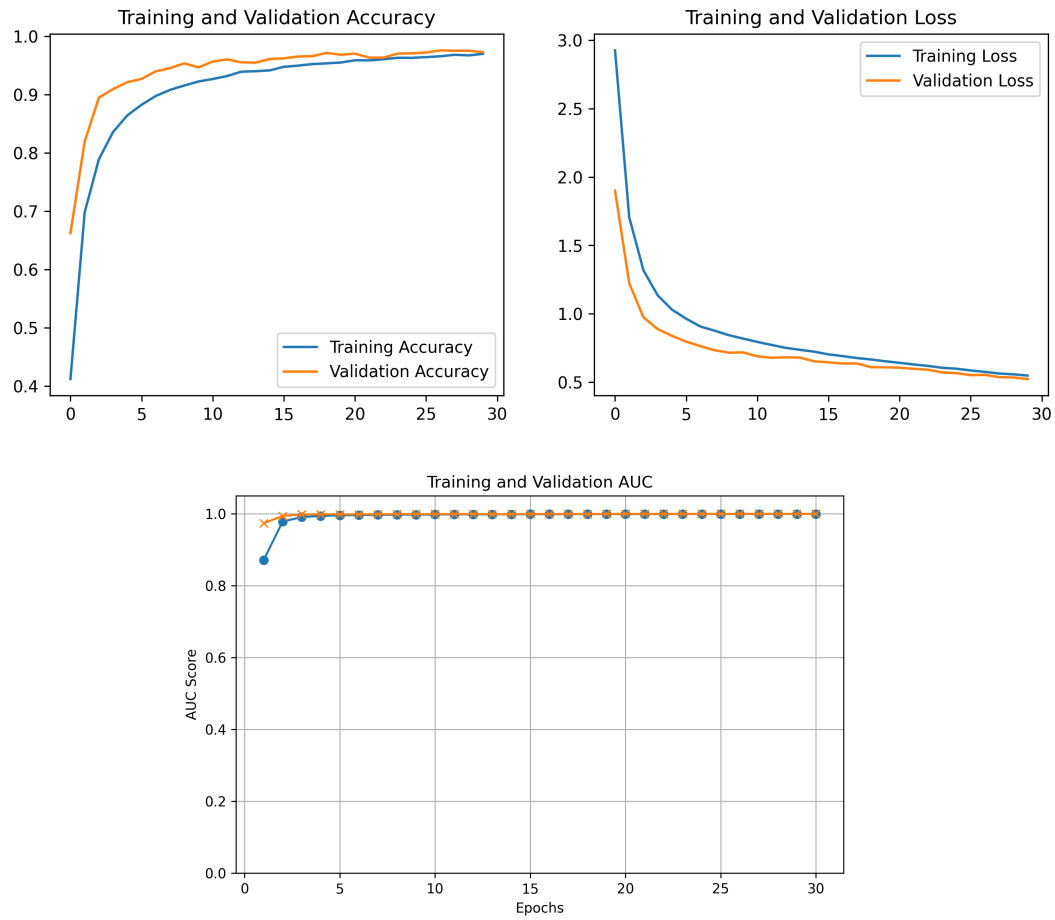 Training and Validation Accuracy
1.0
0.9
0.8
0.7
0.6
0.5
0.4
0 5 10 15 20 25 30
Training Accuracy
Validation Accuracy
Training and Validation Loss
3.0
2.5
2.0
1.5
1.0
0.5
0 5 10 15 20 25 30
Training Loss
Validation Loss
Training and Validation AUC
AUC Score
1.0
0.8
0.6
0.4
0.2
0.0
0 5 10 15 20 25 30
Epochs